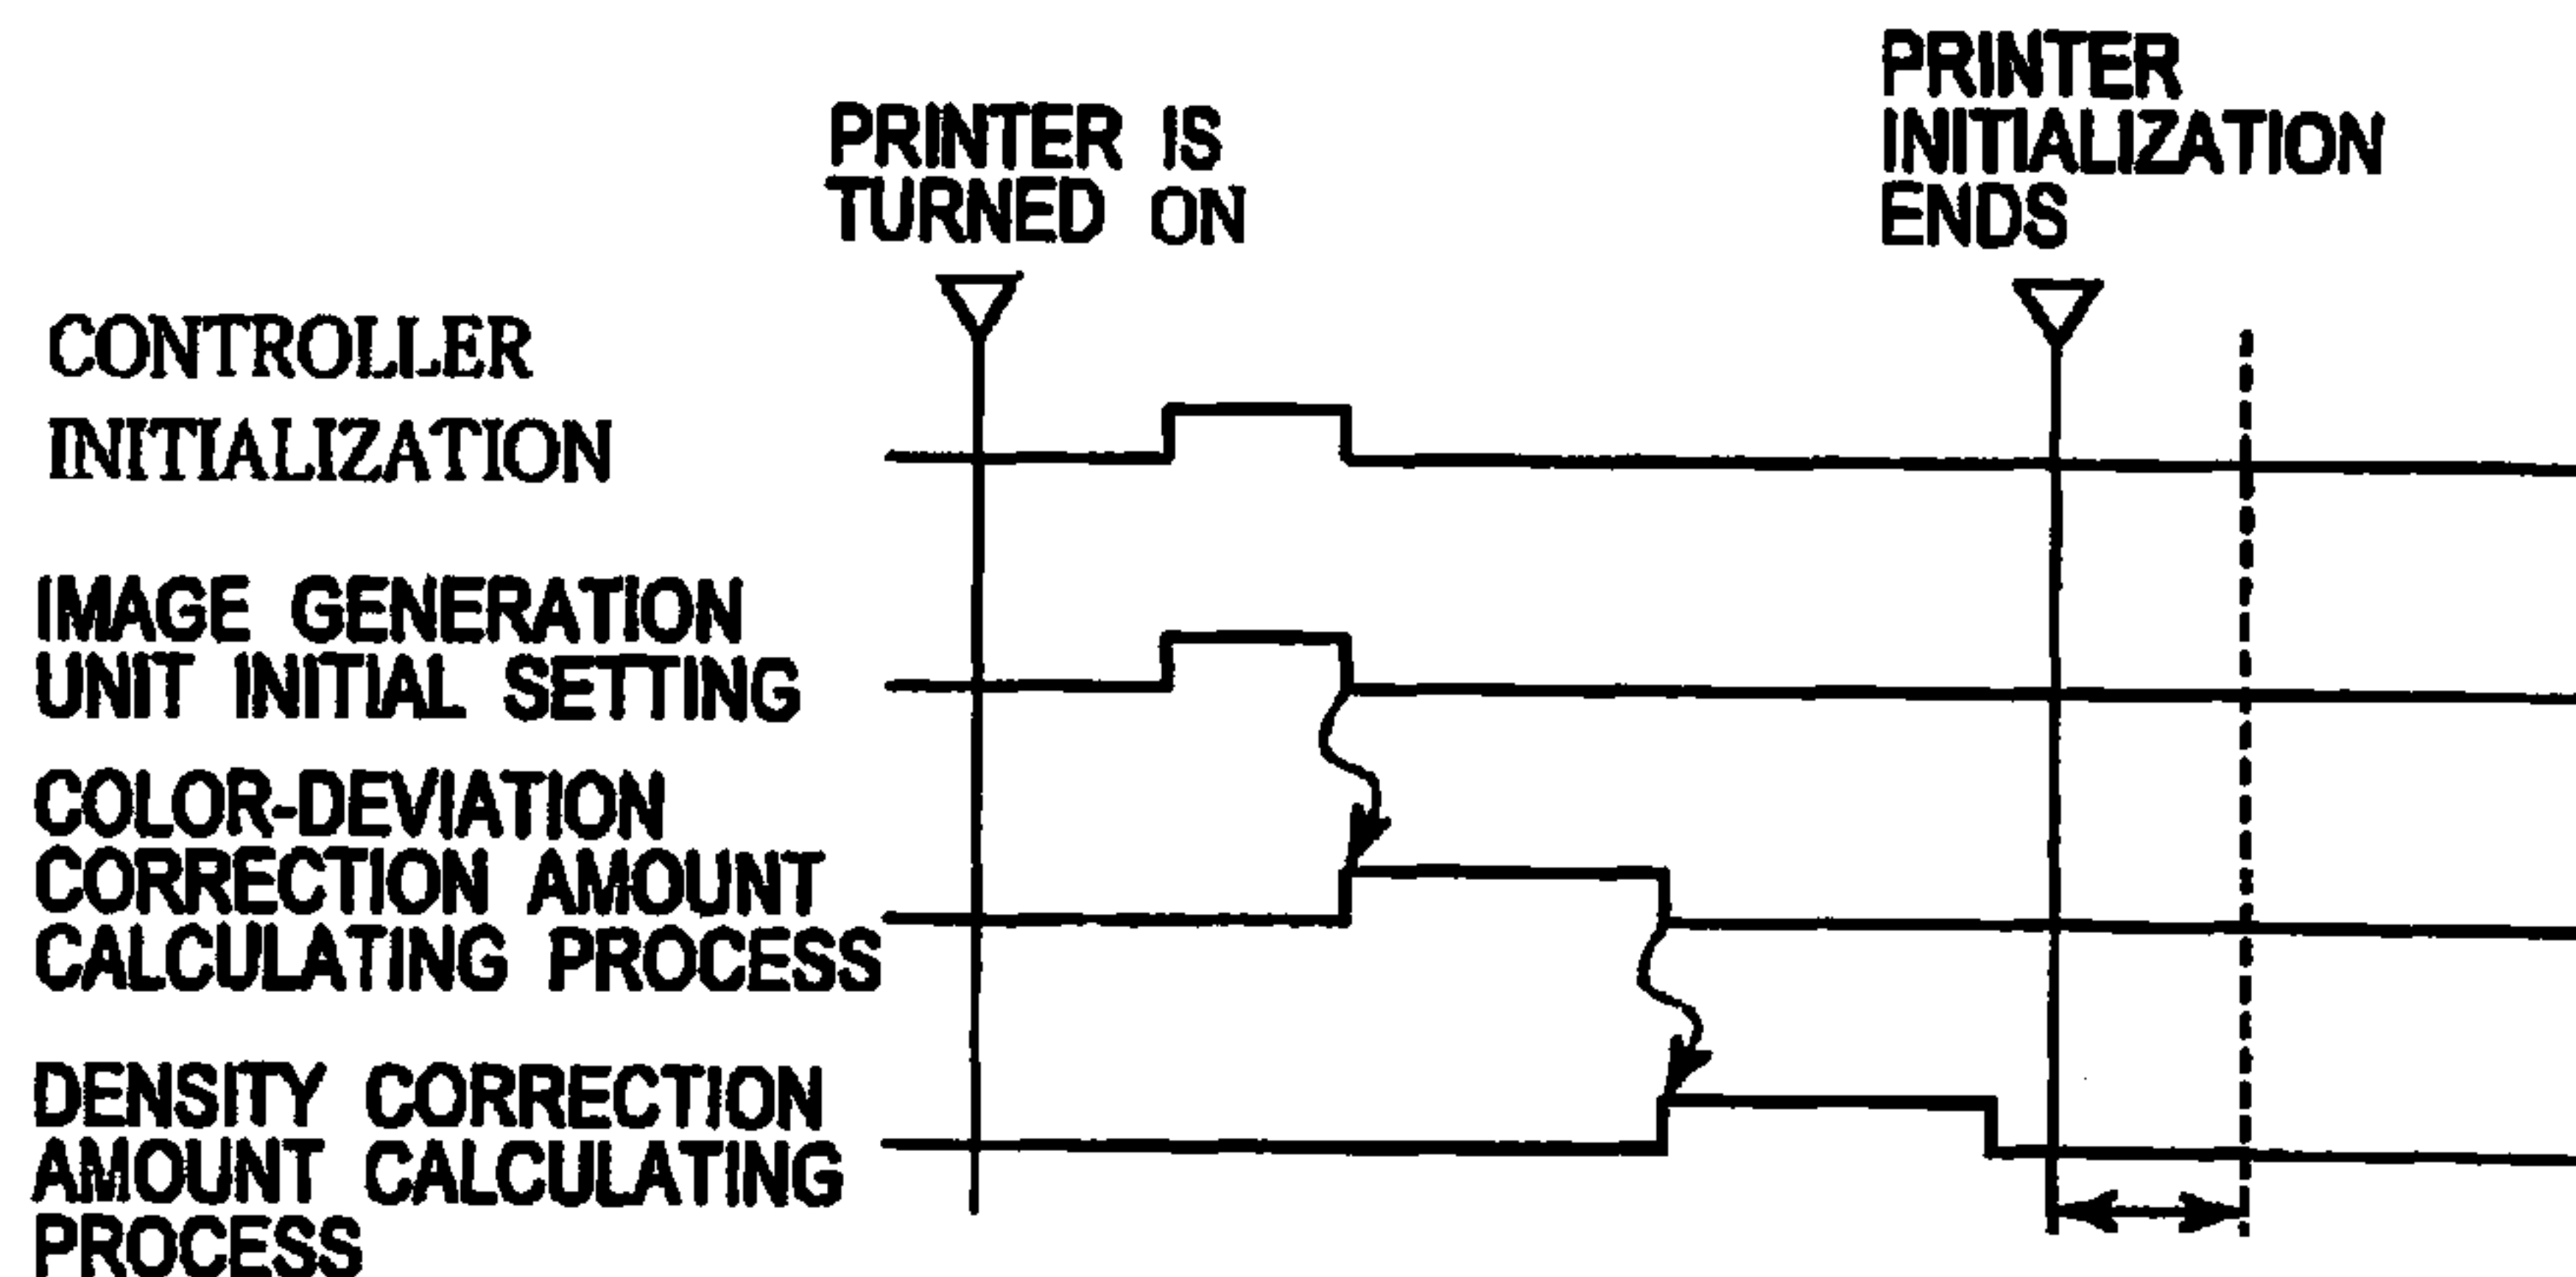 PRINTER IS
TURNED ON
PRINTER
INITIALIZATION
ENDS
CONTROLLER
INITIALIZATION
IMAGE GENERATION
UNIT INITIAL SETTING
COLOR-DEVIATION
CORRECTION AMOUNT
CALCULATING PROCESS
DENSITY CORRECTION
AMOUNT CALCULATING
PROCESS